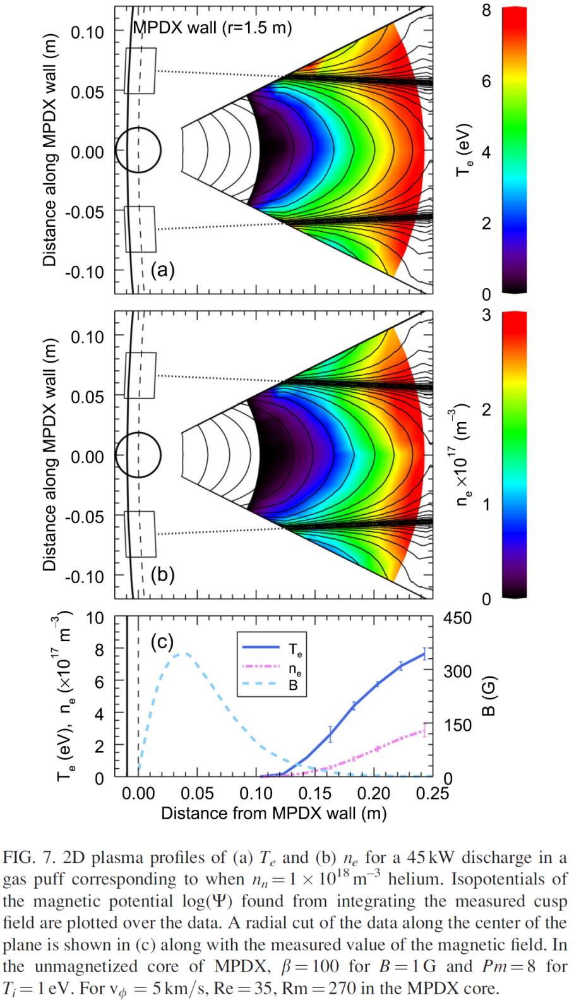 MPDX wall (r=1.5 m)
0.10
0.05
0.00
-0.05
-0.10
Distance along MPDX wall (m)
(a)
8
6
4
2
0
Tₑ (eV)
0.10
0.05
0.00
-0.05
-0.10
Distance along MPDX wall (m)
(b)
3
2
1
0
nₑ ×10¹⁷ (m⁻³)
10
8
6
4
2
0
Tₑ (eV), nₑ (×10¹⁷ m⁻³)
(c)
Tₑ
nₑ
B
450
300
150
0
B (G)
0.00 0.05 0.10 0.15 0.20 0.25
Distance from MPDX wall (m)
FIG. 7. 2D plasma profiles of (a) Tₑ and (b) nₑ for a 45 kW discharge in a
gas puff corresponding to when nₙ = 1 × 10¹⁸ m⁻³ helium. Isopotentials of
the magnetic potential log(Ψ) found from integrating the measured cusp
field are plotted over the data. A radial cut of the data along the center of the
plane is shown in (c) along with the measured value of the magnetic field. In
the unmagnetized core of MPDX, β = 100 for B = 1 G and Pm = 8 for
Tᵢ = 1 eV. For vᵩ = 5 km/s, Re = 35, Rm = 270 in the MPDX core.